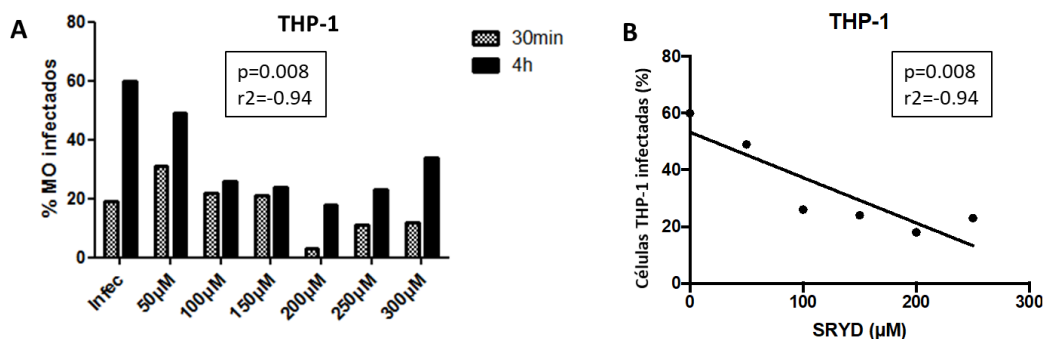 A
THP-1
% MO infectados
80
60
40
20
0
p=0.008
r2=-0.94
30min
4h
Infec
50µM
100µM
150µM
200µM
250µM
300µM
B
THP-1
Células THP-1 infectadas (%)
80
60
40
20
0
p=0.008
r2=-0.94
0
100
200
300
SRYD (µM)